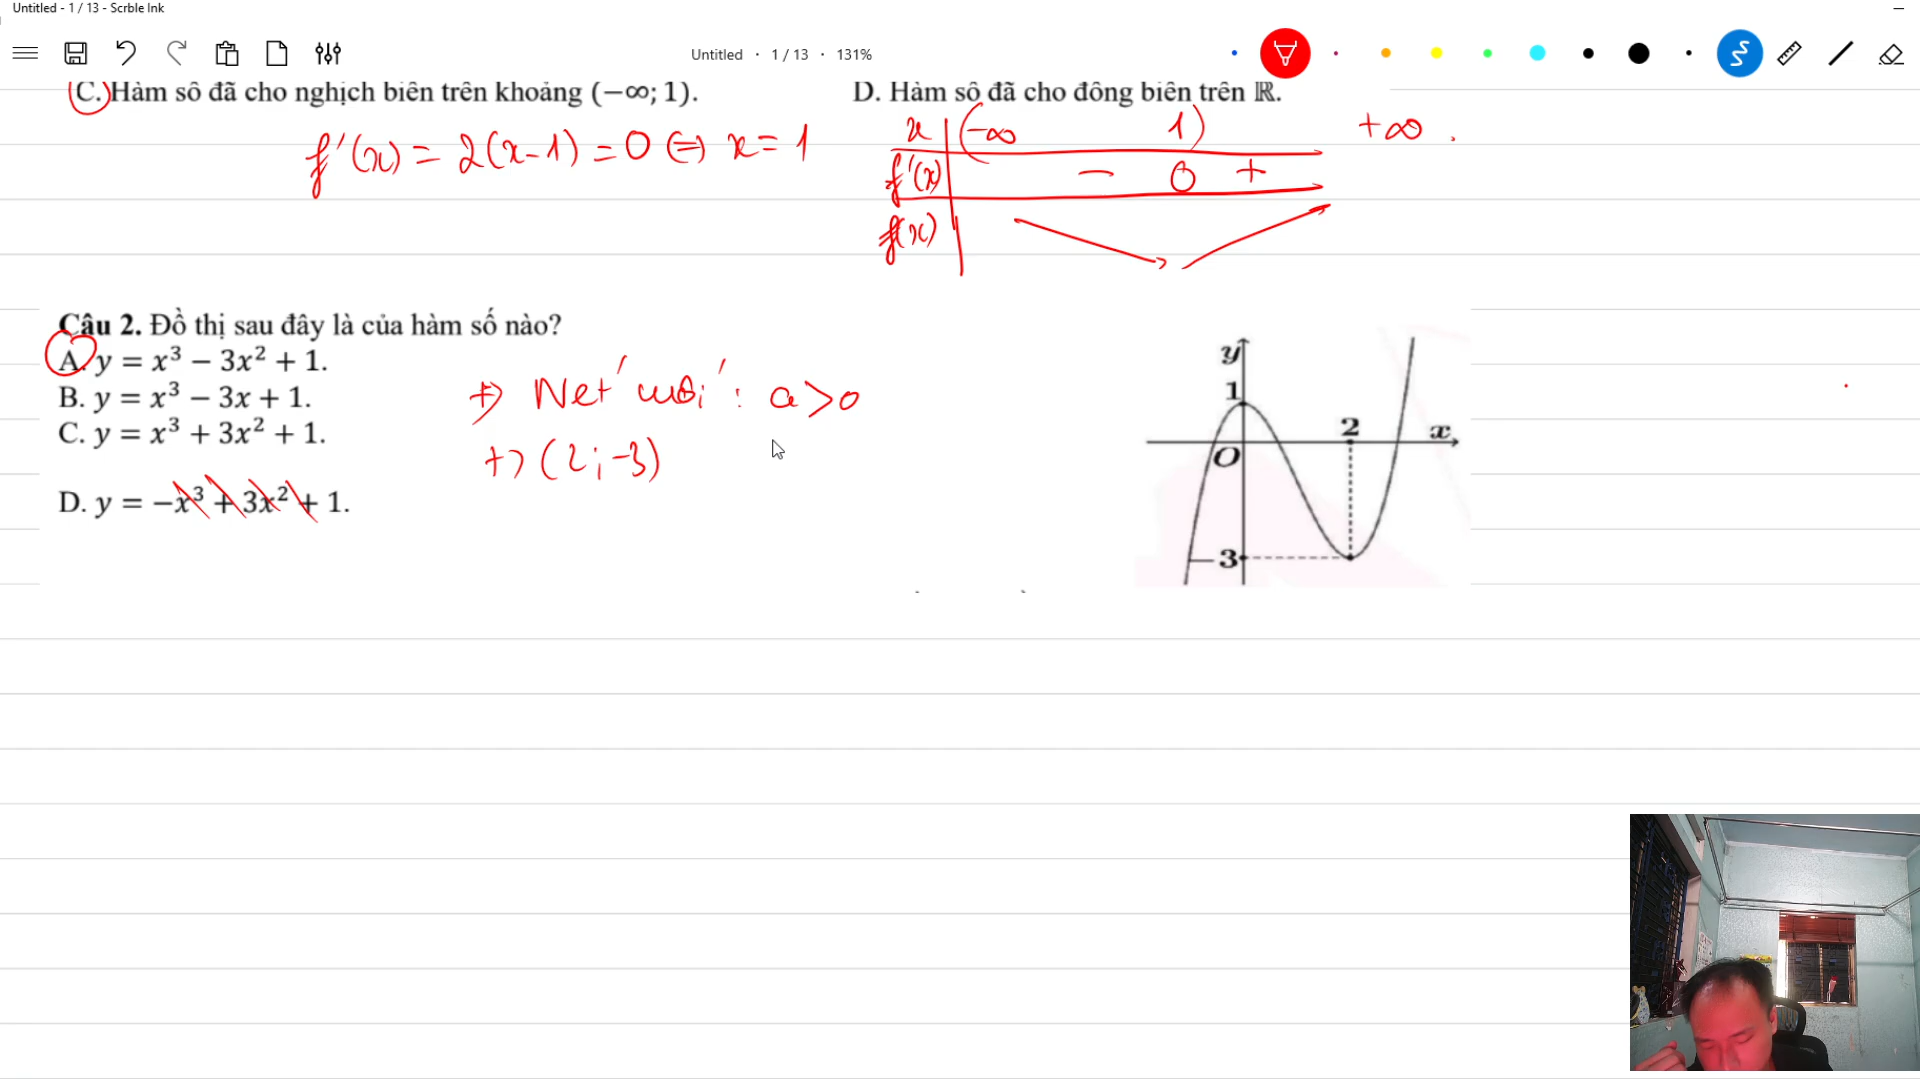 Untitled - 1 / 13 - Scrble Ink
Untitled · 1 / 13 · 131%
C. Hàm số đã cho nghịch biến trên khoảng (−∞; 1). D. Hàm số đã cho đồng biến trên ℝ.
f'(x) = 2(x-1) = 0 (=) x = 1
x (-∞ 1) +∞ .
f'(x) - 0 +
f(x)
Câu 2. Đồ thị sau đây là của hàm số nào?
A. y = x³ − 3x² + 1.
B. y = x³ − 3x + 1.
C. y = x³ + 3x² + 1.
D. y = −x³ + 3x² + 1.
+) Net' : a>0
+) (2; -3)
y
1
2
x
O
−3